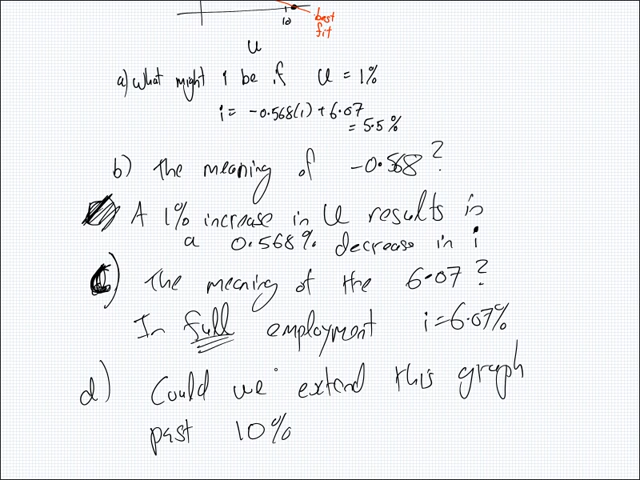 10
best
fit
U
a) What might i be if U = 1%
i = -0.568(1) + 6.07
= 5.5%
b) The meaning of -0.568?
A 1% increase in U results in
a 0.568% decrease in i
c) The meaning of the 6.07?
In full employment i = 6.07%
d) Could we extend this graph
past 10%